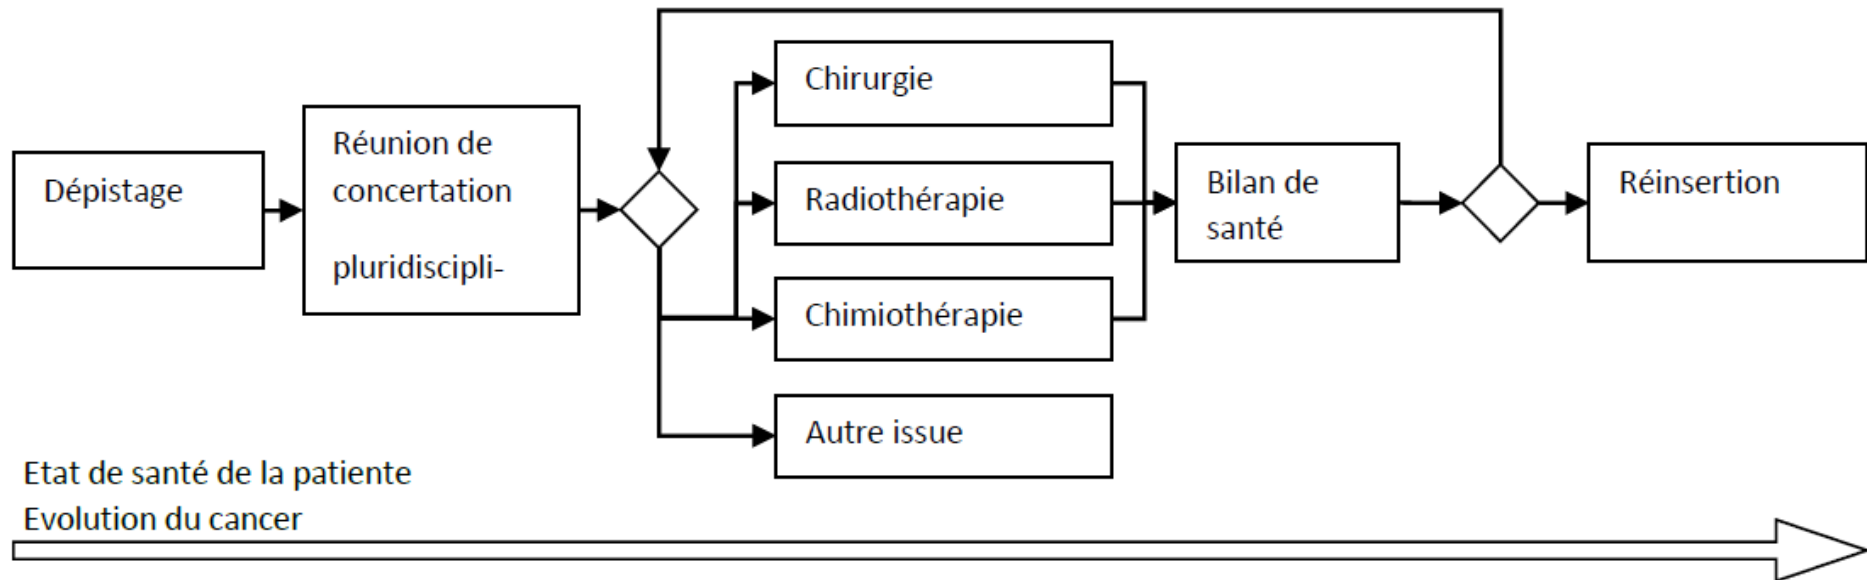 Dépistage
Réunion de
concertation
pluridiscipli-
Chirurgie
Radiothérapie
Chimiothérapie
Autre issue
Bilan de
santé
Réinsertion
Etat de santé de la patiente
Evolution du cancer